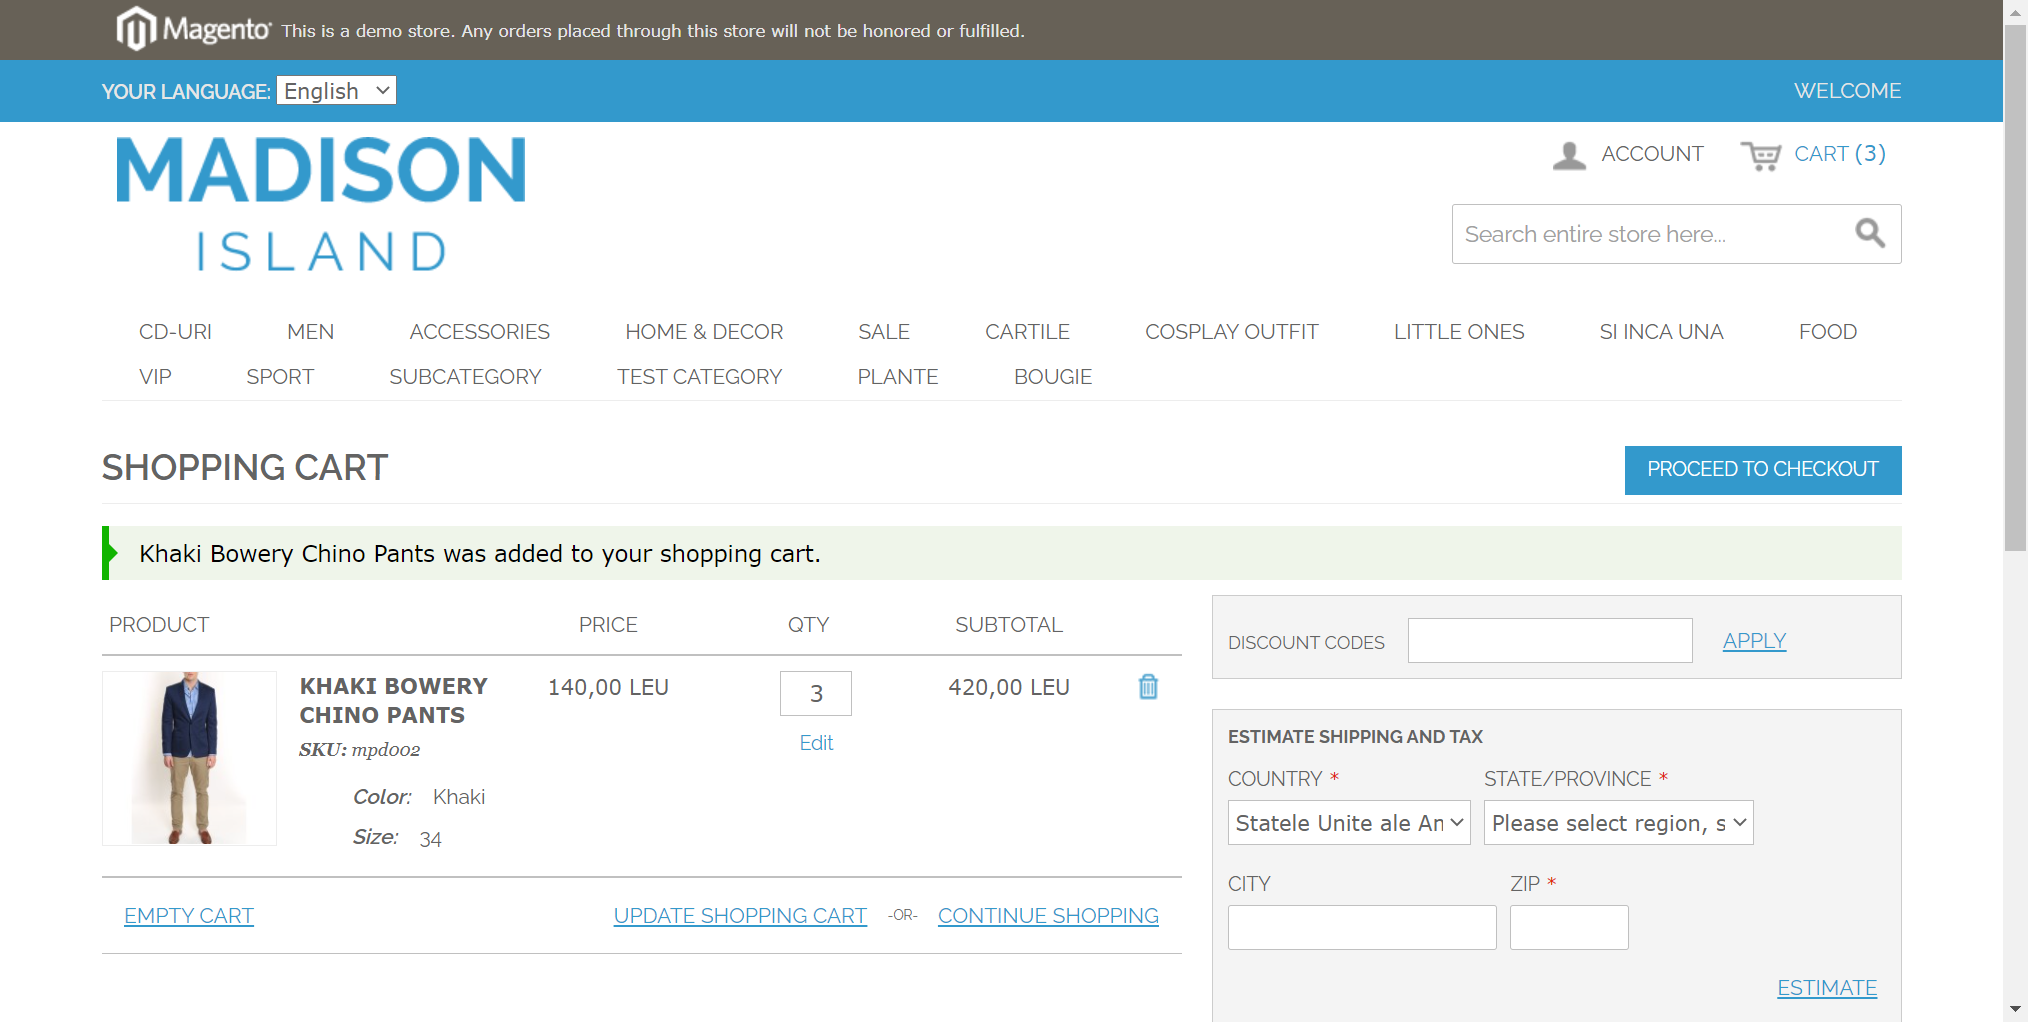 Magento® This is a demo store. Any orders placed through this store will not be honored or fulfilled.
YOUR LANGUAGE: English WELCOME
MADISON
ISLAND
ACCOUNT CART (3)
Search entire store here...
CD-URI MEN ACCESSORIES HOME & DECOR SALE CARTILE COSPLAY OUTFIT LITTLE ONES SI INCA UNA FOOD
VIP SPORT SUBCATEGORY TEST CATEGORY PLANTE BOUGIE
SHOPPING CART PROCEED TO CHECKOUT
Khaki Bowery Chino Pants was added to your shopping cart.
PRODUCT PRICE QTY SUBTOTAL
KHAKI BOWERY 140,00 LEU 3 420,00 LEU
CHINO PANTS
SKU: mpd002
Edit
Color: Khaki
Size: 34
EMPTY CART UPDATE SHOPPING CART -OR- CONTINUE SHOPPING
DISCOUNT CODES APPLY
ESTIMATE SHIPPING AND TAX
COUNTRY * STATE/PROVINCE *
Statele Unite ale An Please select region, s
CITY ZIP *
ESTIMATE